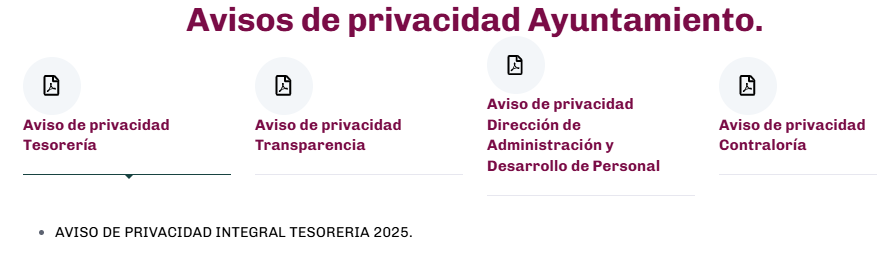 Avisos de privacidad Ayuntamiento.
Aviso de privacidad
Tesorería
Aviso de privacidad
Transparencia
Aviso de privacidad
Dirección de
Administración y
Desarrollo de Personal
Aviso de privacidad
Contraloría
AVISO DE PRIVACIDAD INTEGRAL TESORERIA 2025.